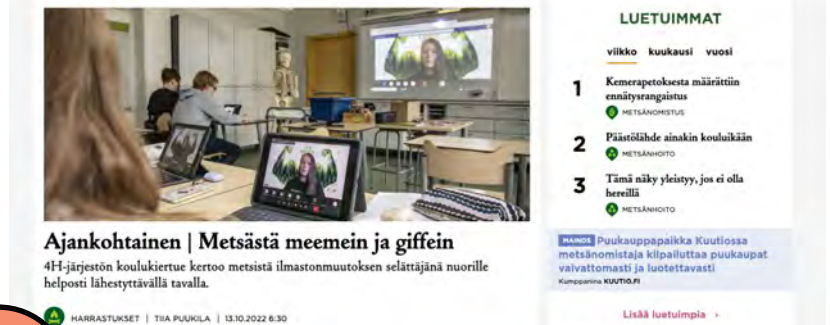 Ajankohtainen | Metsästä meemein ja giffein
4H-järjestön koulukiertue kertoo metsistä ilmastonmuutoksen selättäjänä nuorille
helposti lähestyttävällä tavalla.
HARRASTUKSET | TIIA PUUKILA | 13.10.2022 6:30
LUETUIMMAT
viikko kuukausi vuosi
1 Kemerapetoksesta määrättiin
ennätysrangaistus
METSÄNOMISTUS
2 Päästölähde ainakin kouluikään
METSÄNHOITO
3 Tämä näky yleistyy, jos ei olla
hereillä
METSÄNHOITO
MAINOS Puukauppapaikka Kuutiossa
metsänomistaja kilpailuttaa puukaupat
vaivattomasti ja luotettavasti
Kumppanina KUUTIO.FI
Lisää luetuimpia ›